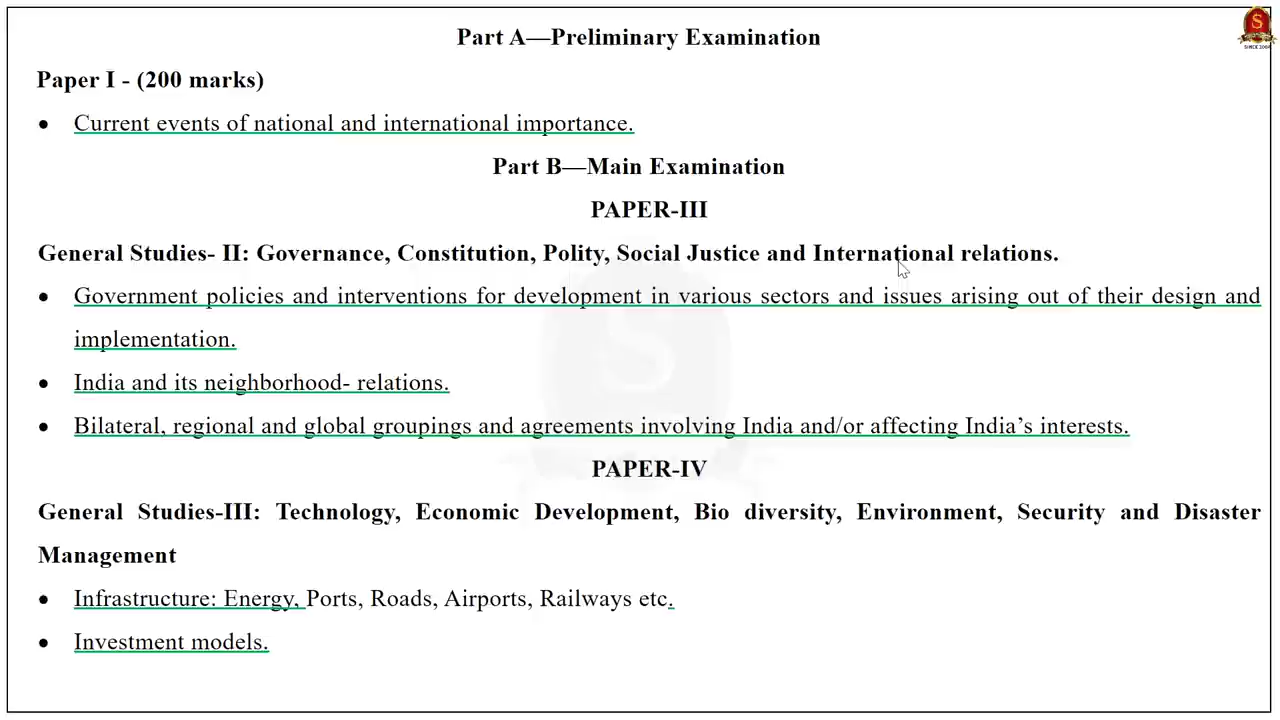 Part A—Preliminary Examination
Paper I - (200 marks)
● Current events of national and international importance.
Part B—Main Examination
PAPER-III
General Studies- II: Governance, Constitution, Polity, Social Justice and International relations.
● Government policies and interventions for development in various sectors and issues arising out of their design and
implementation.
● India and its neighborhood- relations.
● Bilateral, regional and global groupings and agreements involving India and/or affecting India’s interests.
PAPER-IV
General Studies-III: Technology, Economic Development, Bio diversity, Environment, Security and Disaster
Management
● Infrastructure: Energy, Ports, Roads, Airports, Railways etc.
● Investment models.
S